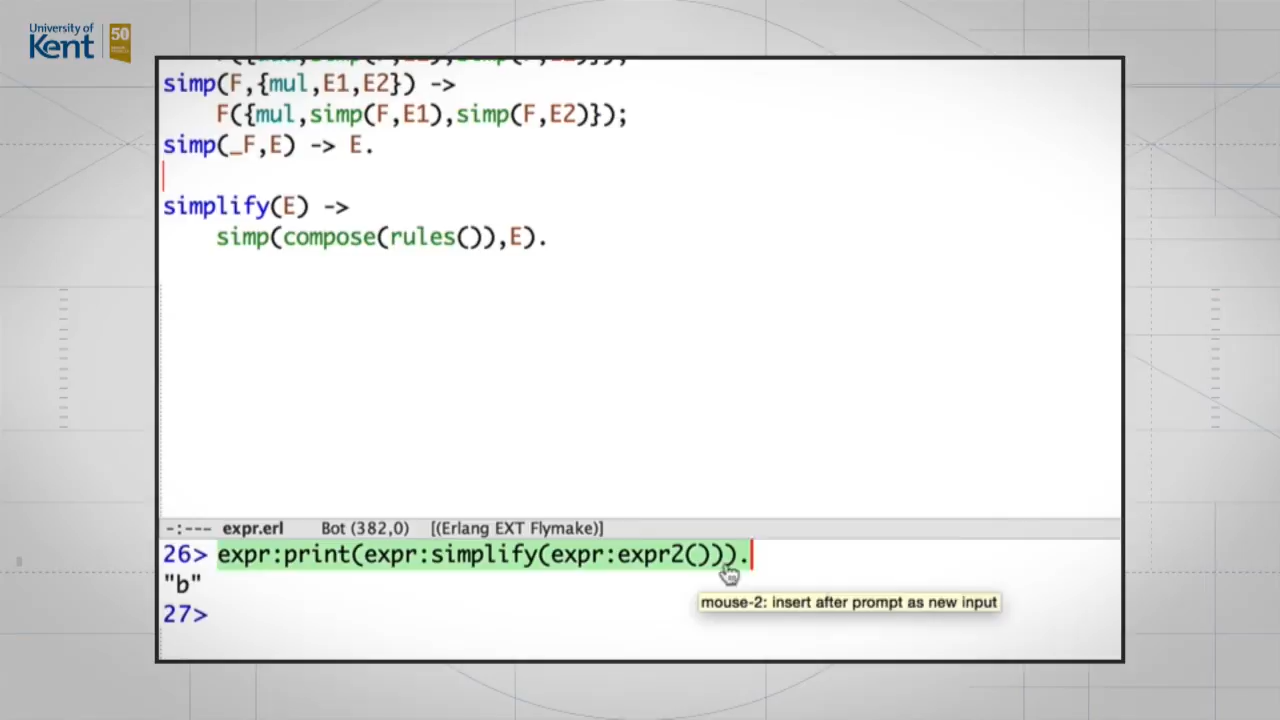 University of
Kent
50
simp(F,{mul,E1,E2}) ->
F({mul,simp(F,E1),simp(F,E2)});
simp(_F,E) -> E.
simplify(E) ->
simp(compose(rules()),E).
-:--- expr.erl Bot (382,0) [(Erlang EXT Flymake)]
26> expr:print(expr:simplify(expr:expr2())).
"b"
mouse-2: insert after prompt as new input
27>